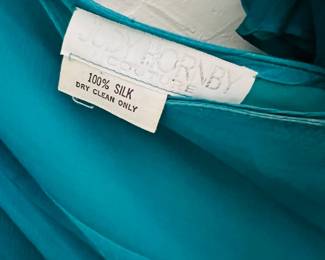 JUDY HORNBY
COUTURE
100% SILK
DRY CLEAN ONLY